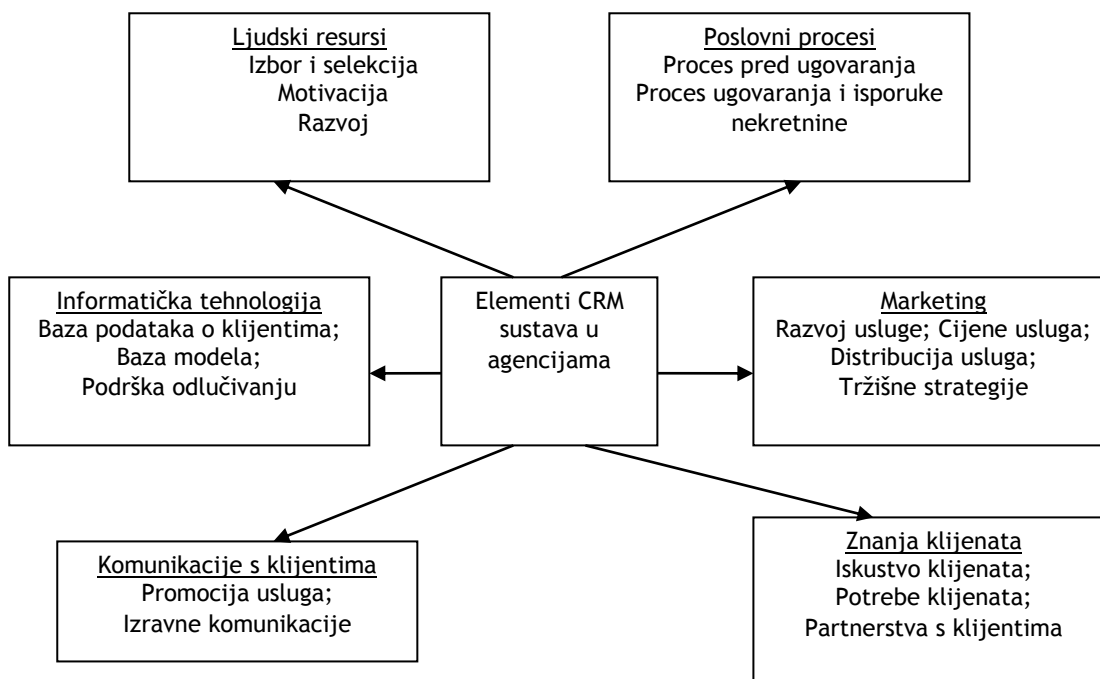 Ljudski resursi
Izbor i selekcija
Motivacija
Razvoj
Poslovni procesi
Proces pred ugovaranja
Proces ugovaranja i isporuke
nekretnine
Informatička tehnologija
Baza podataka o klijentima;
Baza modela;
Podrška odlučivanju
Elementi CRM
sustava u
agencijama
Marketing
Razvoj usluge; Cijene usluga;
Distribucija usluga;
Tržišne strategije
Komunikacije s klijentima
Promocija usluga;
Izravne komunikacije
Znanja klijenata
Iskustvo klijenata;
Potrebe klijenata;
Partnerstva s klijentima